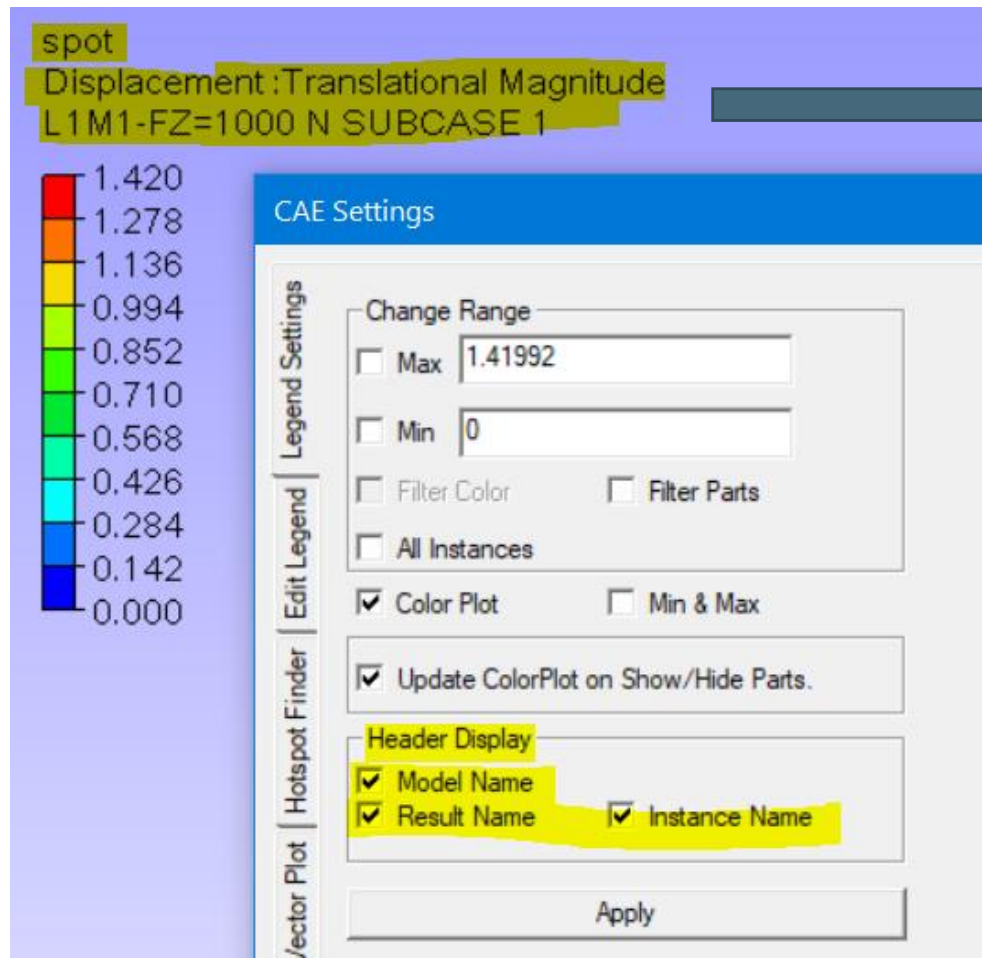 spot
Displacement :Translational Magnitude
L1M1-FZ=1000 N SUBCASE 1
1.420
1.278
1.136
0.994
0.852
0.710
0.568
0.426
0.284
0.142
0.000
CAE Settings
Legend Settings
Edit Legend
Hotspot Finder
Vector Plot
Change Range
Max 1.41992
Min 0
Filter Color Filter Parts
All Instances
Color Plot Min & Max
Update ColorPlot on Show/Hide Parts.
Header Display
Model Name
Result Name Instance Name
Apply